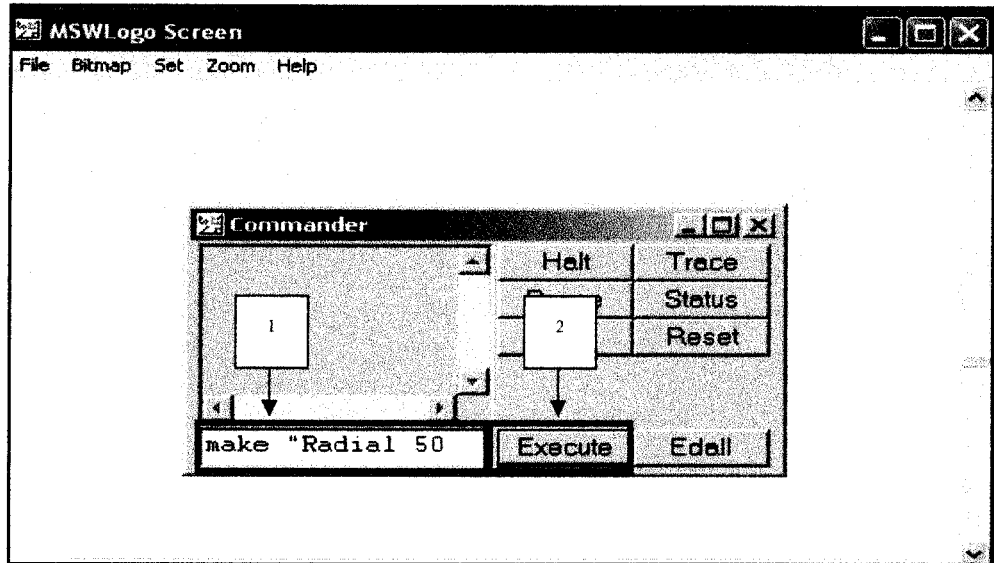 MSWLogo Screen
File Bitmap Set Zoom Help
Commander
Halt Trace
Status
Reset
1
2
make "Radial 50
Execute Edall